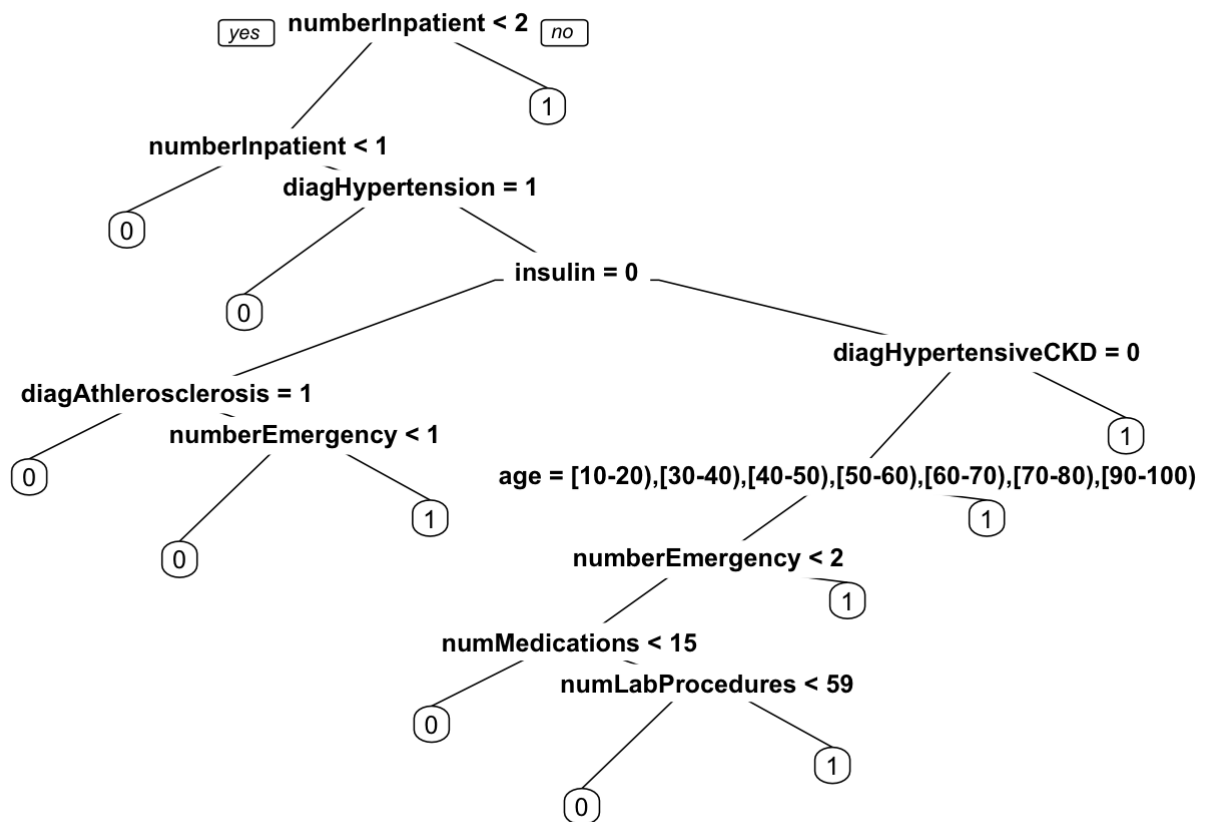 yes numberInpatient < 2 no
1
numberInpatient < 1
diagHypertension = 1
0
insulin = 0
0
diagHypertensiveCKD = 0
diagAthlerosclerosis = 1
numberEmergency < 1
1
0
age = [10-20),[30-40),[40-50),[50-60),[60-70),[70-80),[90-100)
1
1
0
numberEmergency < 2
1
numMedications < 15
numLabProcedures < 59
0
1
0